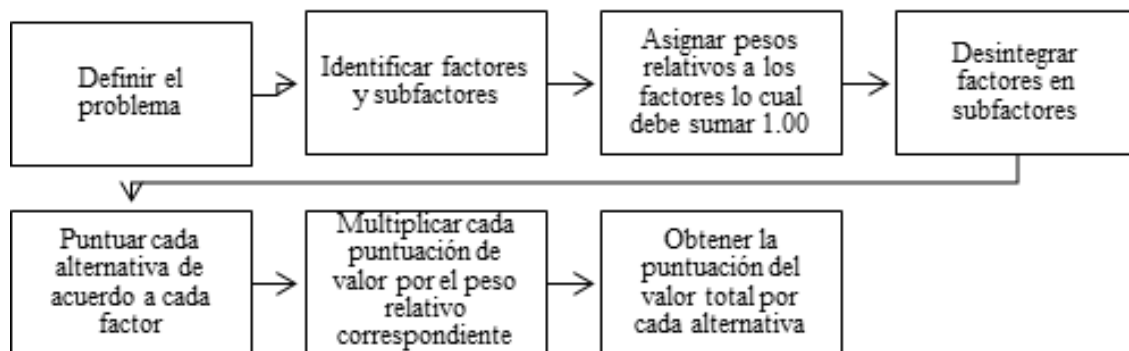 Definir el
problema
Identificar factores
y subfactores
Asignar pesos
relativos a los
factores lo cual
debe sumar 1.00
Desintegrar
factores en
subfactores
Puntuar cada
alternativa de
acuerdo a cada
factor
Multiplicar cada
puntuación de
valor por el peso
relativo
correspondiente
Obtener la
puntuación del
valor total por
cada alternativa